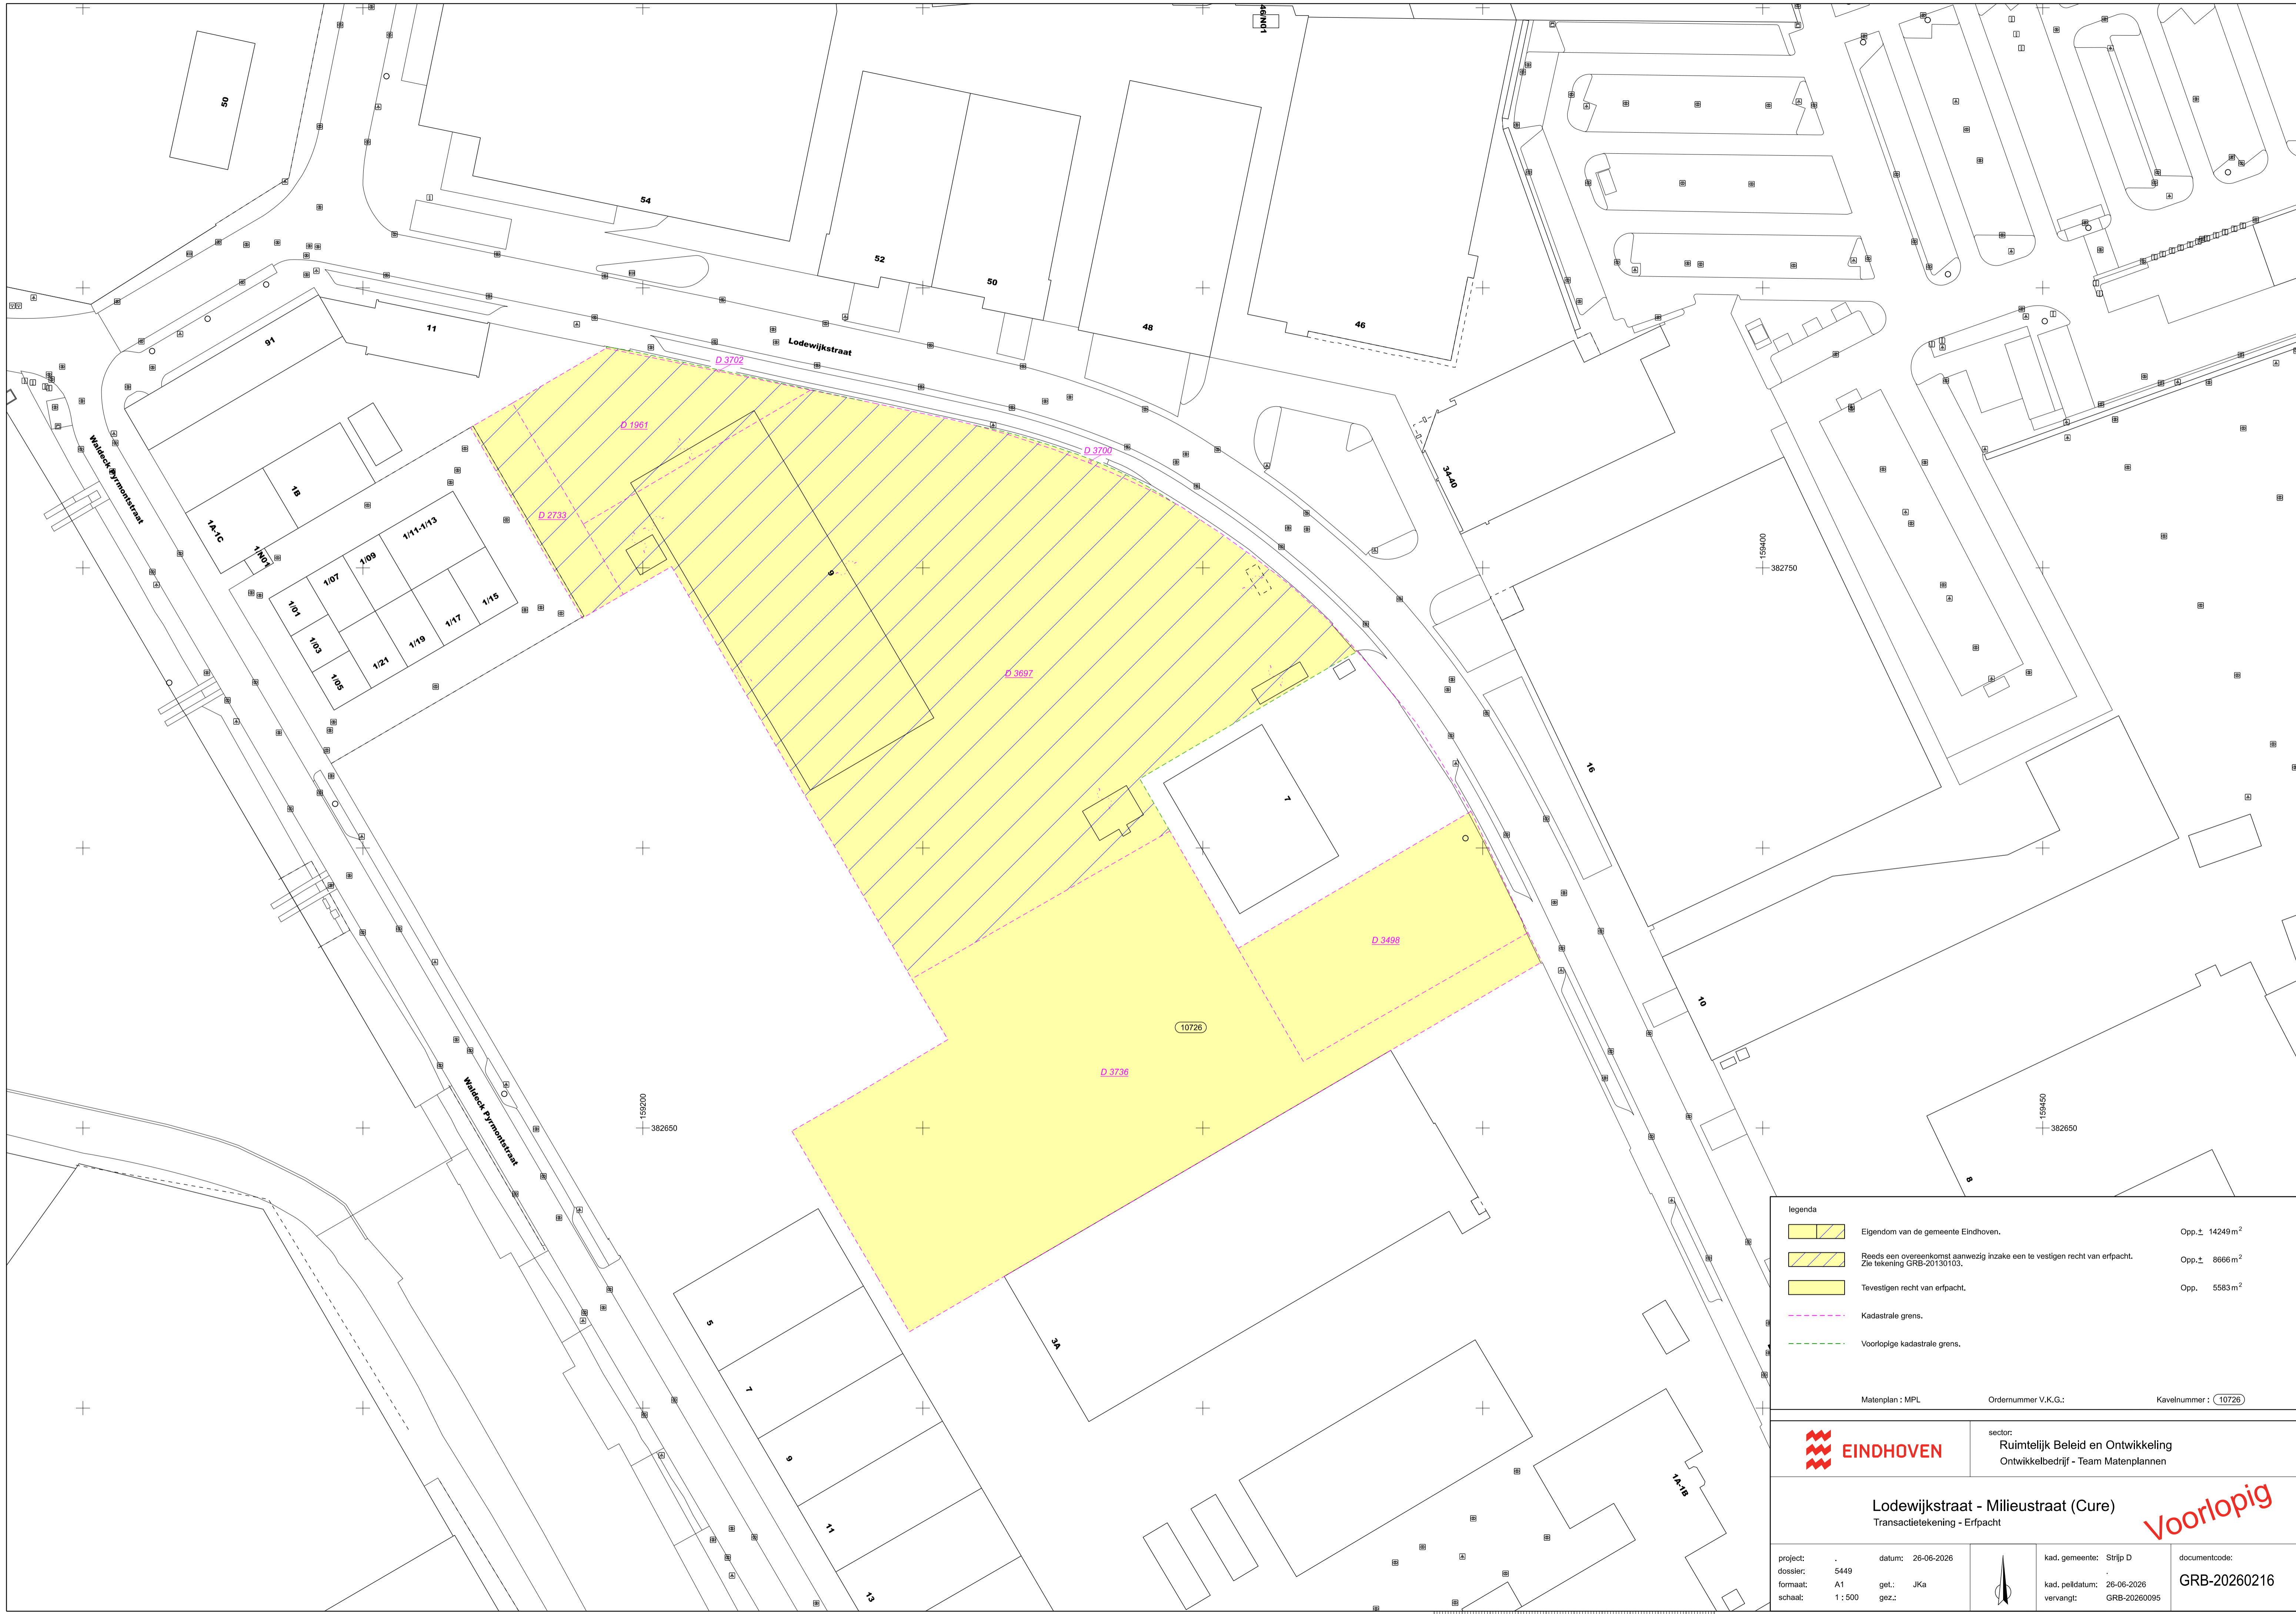 50
46/N01
54
52
50
48
46
91
11
Lodewijkstraat
D 3702
D 1961
D 3700
D 2733
Waldeck Pyrmontstraat
1B
1A-1C
1/N01
1/11-1/13
1/09
1/07
1/01
1/03
1/05
1/15
1/17
1/19
1/21
9
34-40
159400
382750
D 3697
7
16
D 3498
10
10726
D 3736
159200
382650
159450
382650
Waldeck Pyrmontstraat
8
5
7
9
11
13
3A
1A-1B
legenda
Eigendom van de gemeente Eindhoven. Opp.± 14249 m²
Reeds een overeenkomst aanwezig inzake een te vestigen recht van erfpacht. Opp.± 8666 m²
Zie tekening GRB-20130103.
Tevestigen recht van erfpacht. Opp. 5583 m²
Kadastrale grens.
Voorlopige kadastrale grens.
Matenplan : MPL Ordernummer V.K.G.: Kavelnummer : 10726
EINDHOVEN
sector:
Ruimtelijk Beleid en Ontwikkeling
Ontwikkelbedrijf - Team Matenplannen
Lodewijkstraat - Milieustraat (Cure)
Transactietekening - Erfpacht
Voorlopig
project: . datum: 26-06-2026
dossier: 5449
formaat: A1 get.: JKa
schaal: 1 : 500 gez.:
kad. gemeente: Strijp D
.
kad. peildatum: 26-06-2026
vervangt: GRB-20260095
documentcode:
GRB-20260216